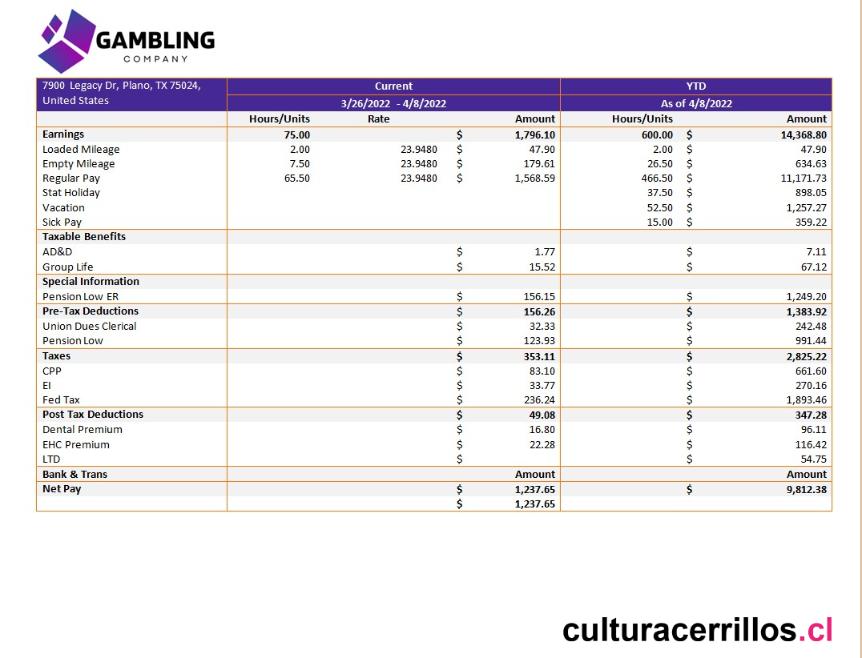 GAMBLING
COMPANY
7900 Legacy Dr, Plano, TX 75024, United States Current YTD
3/26/2022 - 4/8/2022 As of 4/8/2022
Hours/Units Rate Amount Hours/Units Amount
Earnings 75.00 $ 1,796.10 600.00 $ 14,368.80
Loaded Mileage 2.00 23.9480 $ 47.90 2.00 $ 47.90
Empty Mileage 7.50 23.9480 $ 179.61 26.50 $ 634.63
Regular Pay 65.50 23.9480 $ 1,568.59 466.50 $ 11,171.73
Stat Holiday 37.50 $ 898.05
Vacation 52.50 $ 1,257.27
Sick Pay 15.00 $ 359.22
Taxable Benefits
AD&D $ 1.77 $ 7.11
Group Life $ 15.52 $ 67.12
Special Information
Pension Low ER $ 156.15 $ 1,249.20
Pre-Tax Deductions $ 156.26 $ 1,383.92
Union Dues Clerical $ 32.33 $ 242.48
Pension Low $ 123.93 $ 991.44
Taxes $ 353.11 $ 2,825.22
CPP $ 83.10 $ 661.60
EI $ 33.77 $ 270.16
Fed Tax $ 236.24 $ 1,893.46
Post Tax Deductions $ 49.08 $ 347.28
Dental Premium $ 16.80 $ 96.11
EHC Premium $ 22.28 $ 116.42
LTD $ $ 54.75
Bank & Trans Amount Amount
Net Pay $ 1,237.65 $ 9,812.38
$ 1,237.65
culturacerrillos.cl